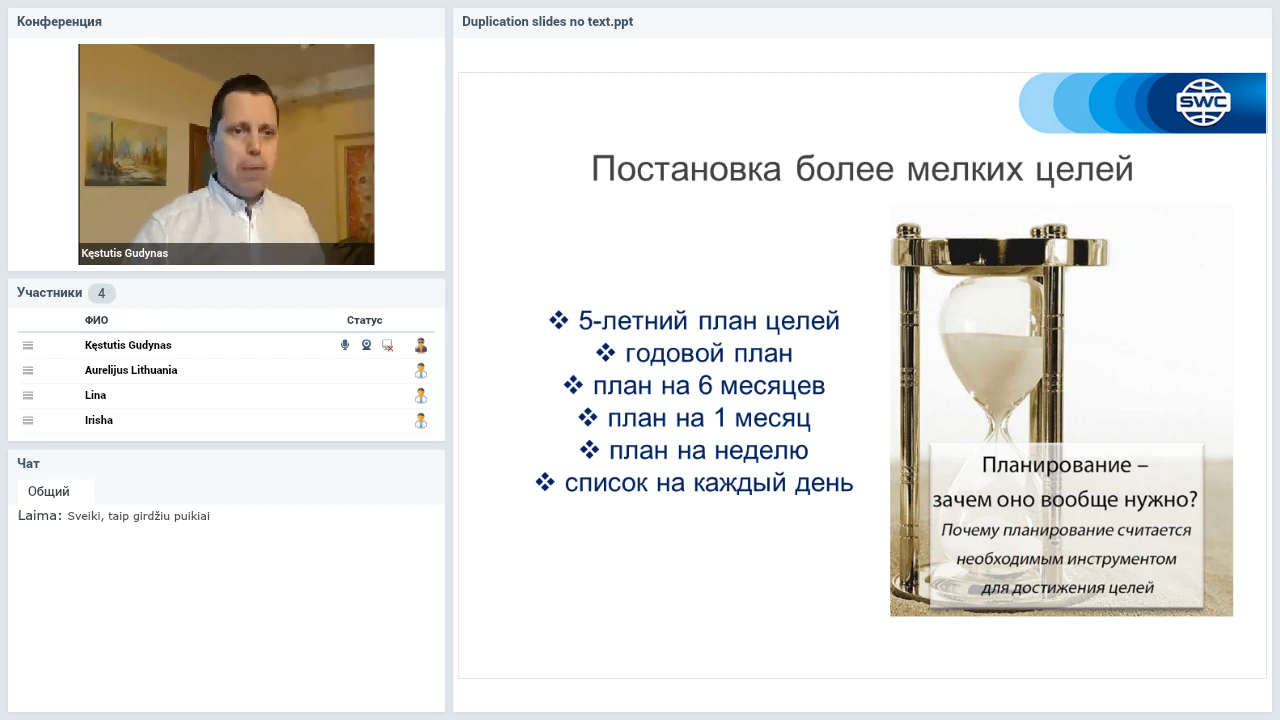 Конференция
Kęstutis Gudynas
Участники 4
ФИО Статус
Kęstutis Gudynas
Aurelijus Lithuania
Lina
Irisha
Чат
Общий
Laima: Sveiki, taip girdžiu puikiai
Duplication slides no text.ppt
SWC
Постановка более мелких целей
❖ 5-летний план целей
❖ годовой план
❖ план на 6 месяцев
❖ план на 1 месяц
❖ план на неделю
❖ список на каждый день
Планирование –
зачем оно вообще нужно?
Почему планирование считается
необходимым инструментом
для достижения целей